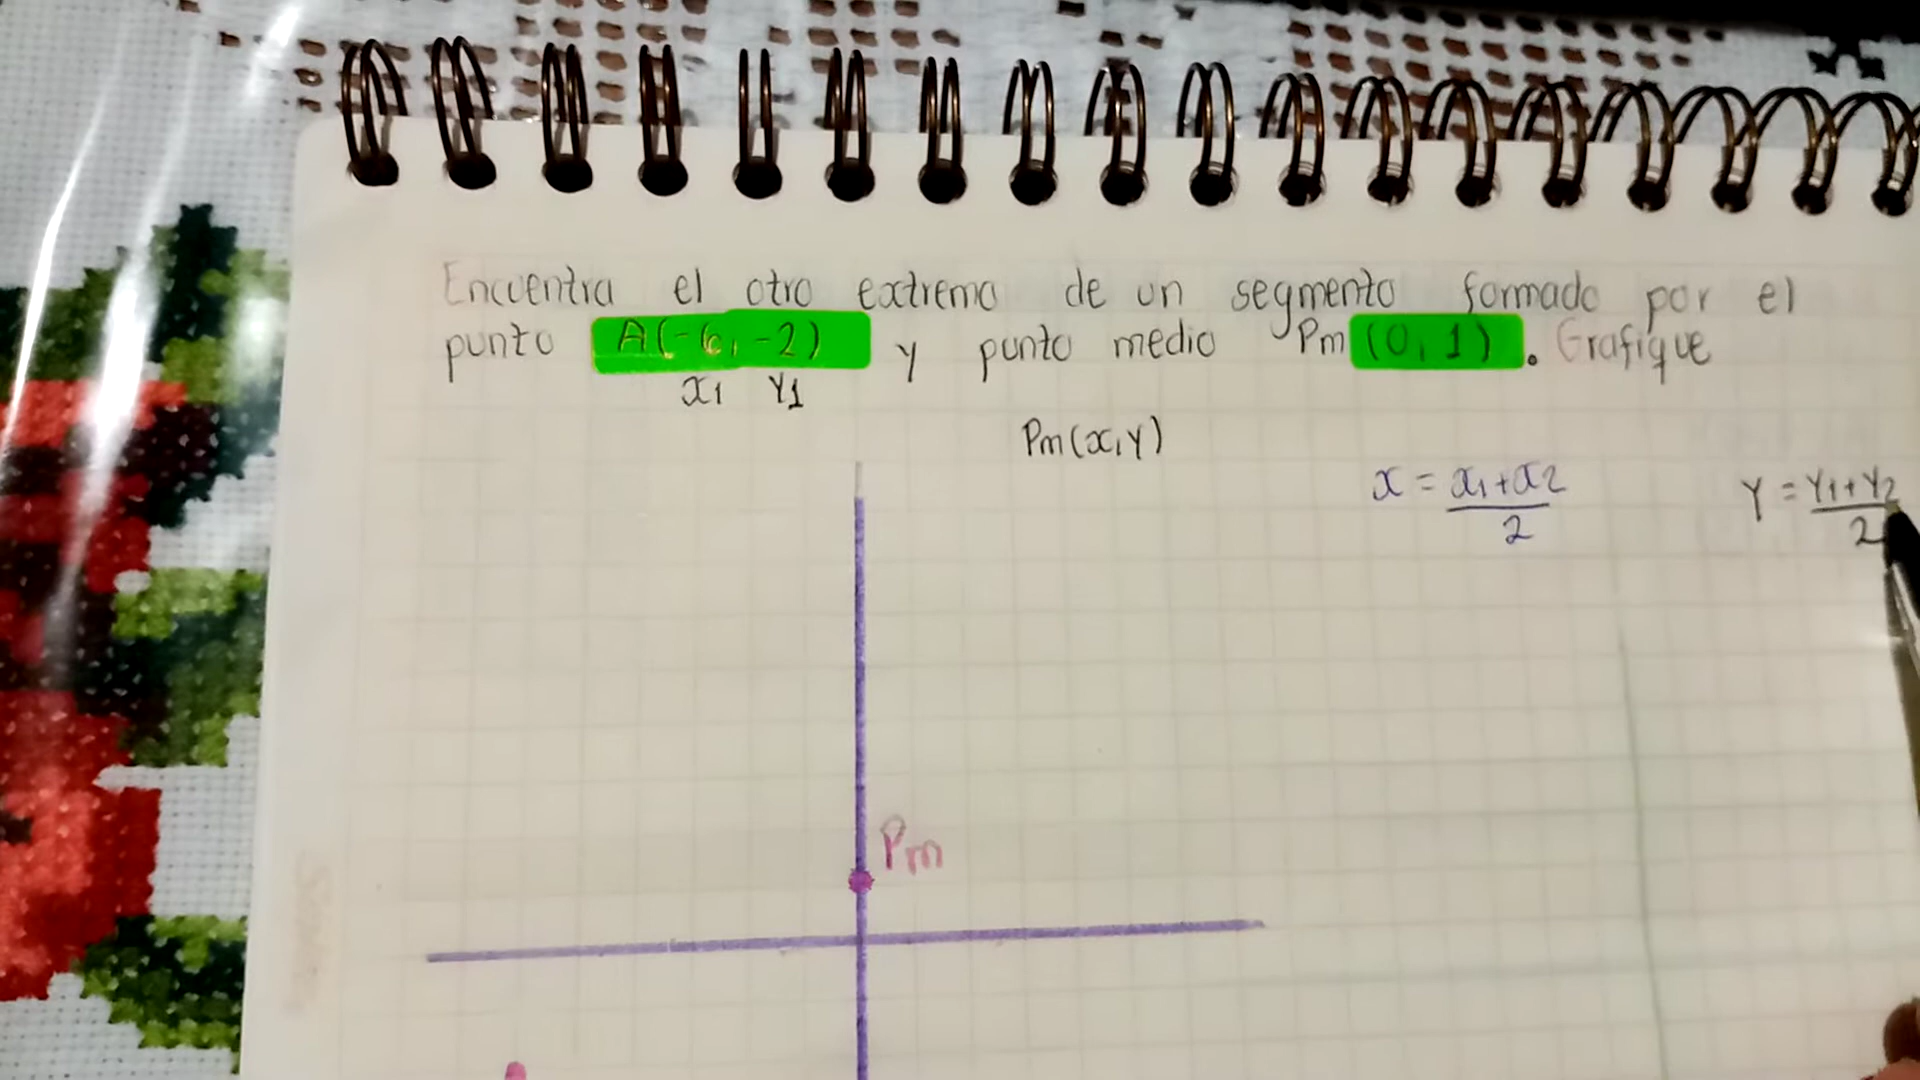 Encuentra el otro extremo de un segmento formado por el
punto A(-6, -2) y punto medio Pm (0, 1). Grafique
x1 Y1
Pm(x,Y)
x = x1+x2 / 2
Y = Y1+Y2 / 2
Pm